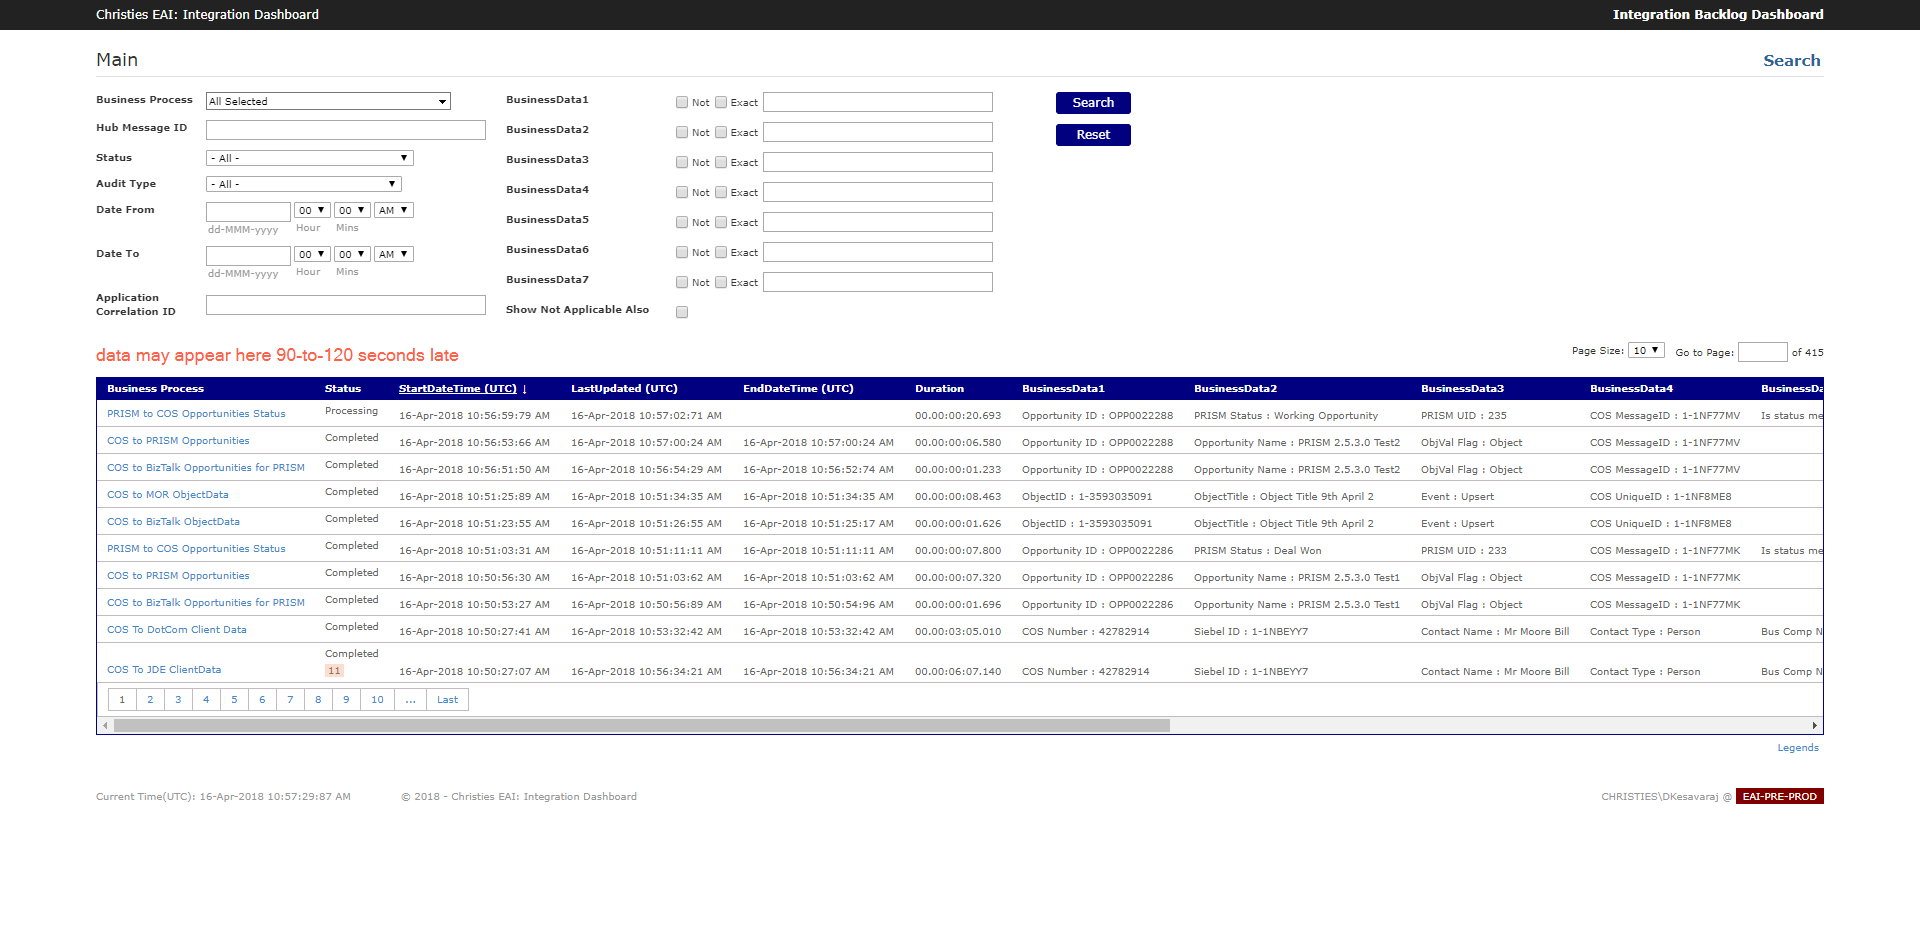 Christies EAI: Integration Dashboard Integration Backlog Dashboard
Main Search
Business Process All Selected BusinessData1 Not Exact Search
Hub Message ID BusinessData2 Not Exact Reset
Status - All - BusinessData3 Not Exact
Audit Type - All - BusinessData4 Not Exact
Date From 00 00 AM BusinessData5 Not Exact
dd-MMM-yyyy Hour Mins
Date To 00 00 AM BusinessData6 Not Exact
dd-MMM-yyyy Hour Mins BusinessData7 Not Exact
Application
Correlation ID Show Not Applicable Also
data may appear here 90-to-120 seconds late Page Size: 10 Go to Page: of 415
Business Process Status StartDateTime (UTC) ↓ LastUpdated (UTC) EndDateTime (UTC) Duration BusinessData1 BusinessData2 BusinessData3 BusinessData4 BusinessDa
PRISM to COS Opportunities Status Processing 16-Apr-2018 10:56:59:79 AM 16-Apr-2018 10:57:02:71 AM 00.00:00:20.693 Opportunity ID : OPP0022288 PRISM Status : Working Opportunity PRISM UID : 235 COS MessageID : 1-1NF77MV Is status me
COS to PRISM Opportunities Completed 16-Apr-2018 10:56:53:66 AM 16-Apr-2018 10:57:00:24 AM 16-Apr-2018 10:57:00:24 AM 00.00:00:06.580 Opportunity ID : OPP0022288 Opportunity Name : PRISM 2.5.3.0 Test2 ObjVal Flag : Object COS MessageID : 1-1NF77MV
COS to BizTalk Opportunities for PRISM Completed 16-Apr-2018 10:56:51:50 AM 16-Apr-2018 10:56:54:29 AM 16-Apr-2018 10:56:52:74 AM 00.00:00:01.233 Opportunity ID : OPP0022288 Opportunity Name : PRISM 2.5.3.0 Test2 ObjVal Flag : Object COS MessageID : 1-1NF77MV
COS to MOR ObjectData Completed 16-Apr-2018 10:51:25:89 AM 16-Apr-2018 10:51:34:35 AM 16-Apr-2018 10:51:34:35 AM 00.00:00:08.463 ObjectID : 1-3593035091 ObjectTitle : Object Title 9th April 2 Event : Upsert COS UniqueID : 1-1NF8ME8
COS to BizTalk ObjectData Completed 16-Apr-2018 10:51:23:55 AM 16-Apr-2018 10:51:26:55 AM 16-Apr-2018 10:51:25:17 AM 00.00:00:01.626 ObjectID : 1-3593035091 ObjectTitle : Object Title 9th April 2 Event : Upsert COS UniqueID : 1-1NF8ME8
PRISM to COS Opportunities Status Completed 16-Apr-2018 10:51:03:31 AM 16-Apr-2018 10:51:11:11 AM 16-Apr-2018 10:51:11:11 AM 00.00:00:07.800 Opportunity ID : OPP0022286 PRISM Status : Deal Won PRISM UID : 233 COS MessageID : 1-1NF77MK Is status me
COS to PRISM Opportunities Completed 16-Apr-2018 10:50:56:30 AM 16-Apr-2018 10:51:03:62 AM 16-Apr-2018 10:51:03:62 AM 00.00:00:07.320 Opportunity ID : OPP0022286 Opportunity Name : PRISM 2.5.3.0 Test1 ObjVal Flag : Object COS MessageID : 1-1NF77MK
COS to BizTalk Opportunities for PRISM Completed 16-Apr-2018 10:50:53:27 AM 16-Apr-2018 10:50:56:89 AM 16-Apr-2018 10:50:54:96 AM 00.00:00:01.696 Opportunity ID : OPP0022286 Opportunity Name : PRISM 2.5.3.0 Test1 ObjVal Flag : Object COS MessageID : 1-1NF77MK
COS To DotCom Client Data Completed 16-Apr-2018 10:50:27:41 AM 16-Apr-2018 10:53:32:42 AM 16-Apr-2018 10:53:32:42 AM 00.00:03:05.010 COS Number : 42782914 Siebel ID : 1-1NBEYY7 Contact Name : Mr Moore Bill Contact Type : Person Bus Comp N
COS To JDE ClientData Completed 11 16-Apr-2018 10:50:27:07 AM 16-Apr-2018 10:56:34:21 AM 16-Apr-2018 10:56:34:21 AM 00.00:06:07.140 COS Number : 42782914 Siebel ID : 1-1NBEYY7 Contact Name : Mr Moore Bill Contact Type : Person Bus Comp N
1 2 3 4 5 6 7 8 9 10 ... Last
Legends
Current Time(UTC): 16-Apr-2018 10:57:29:87 AM © 2018 - Christies EAI: Integration Dashboard CHRISTIES\DKesavaraj @ EAI-PRE-PROD